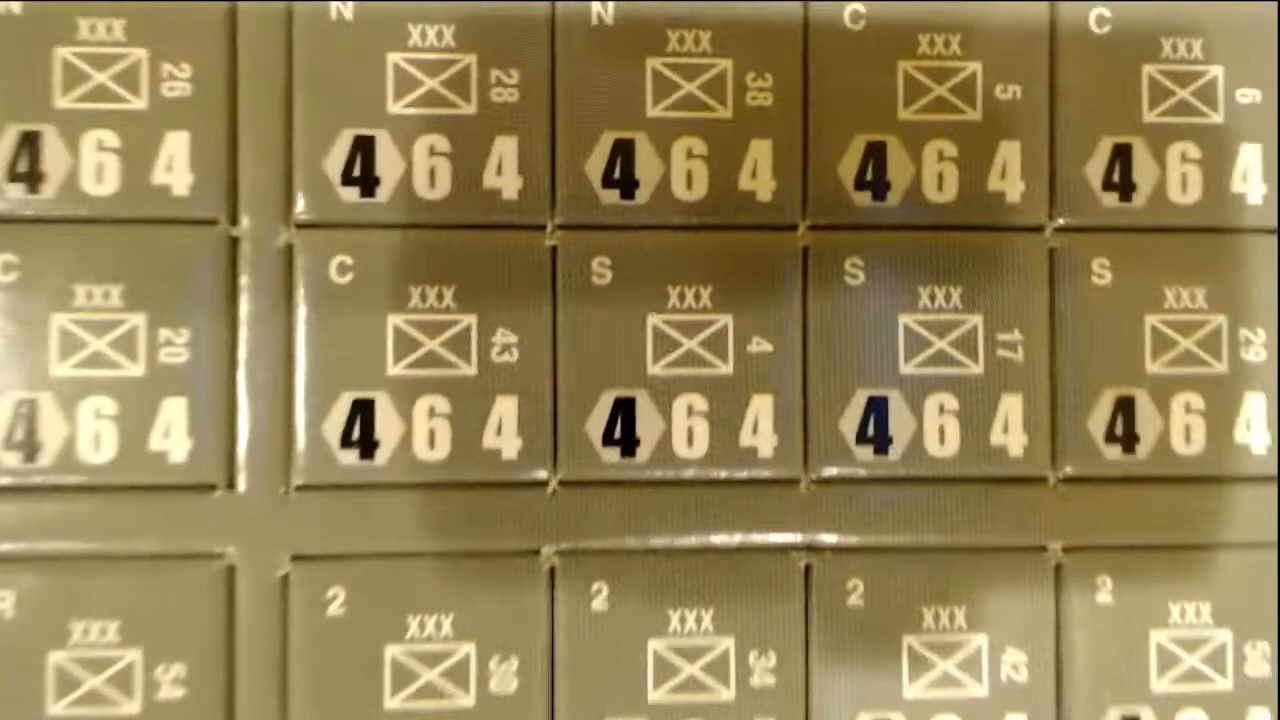 N N N C C
XXX XXX XXX XXX XXX
26 28 38 5 6
4 6 4 4 6 4 4 6 4 4 6 4 4 6 4
C C S S S
XXX XXX XXX XXX XXX
20 43 4 17 29
4 6 4 4 6 4 4 6 4 4 6 4 4 6 4
R 2 2 2 2
XXX XXX XXX XXX XXX
54 34 42